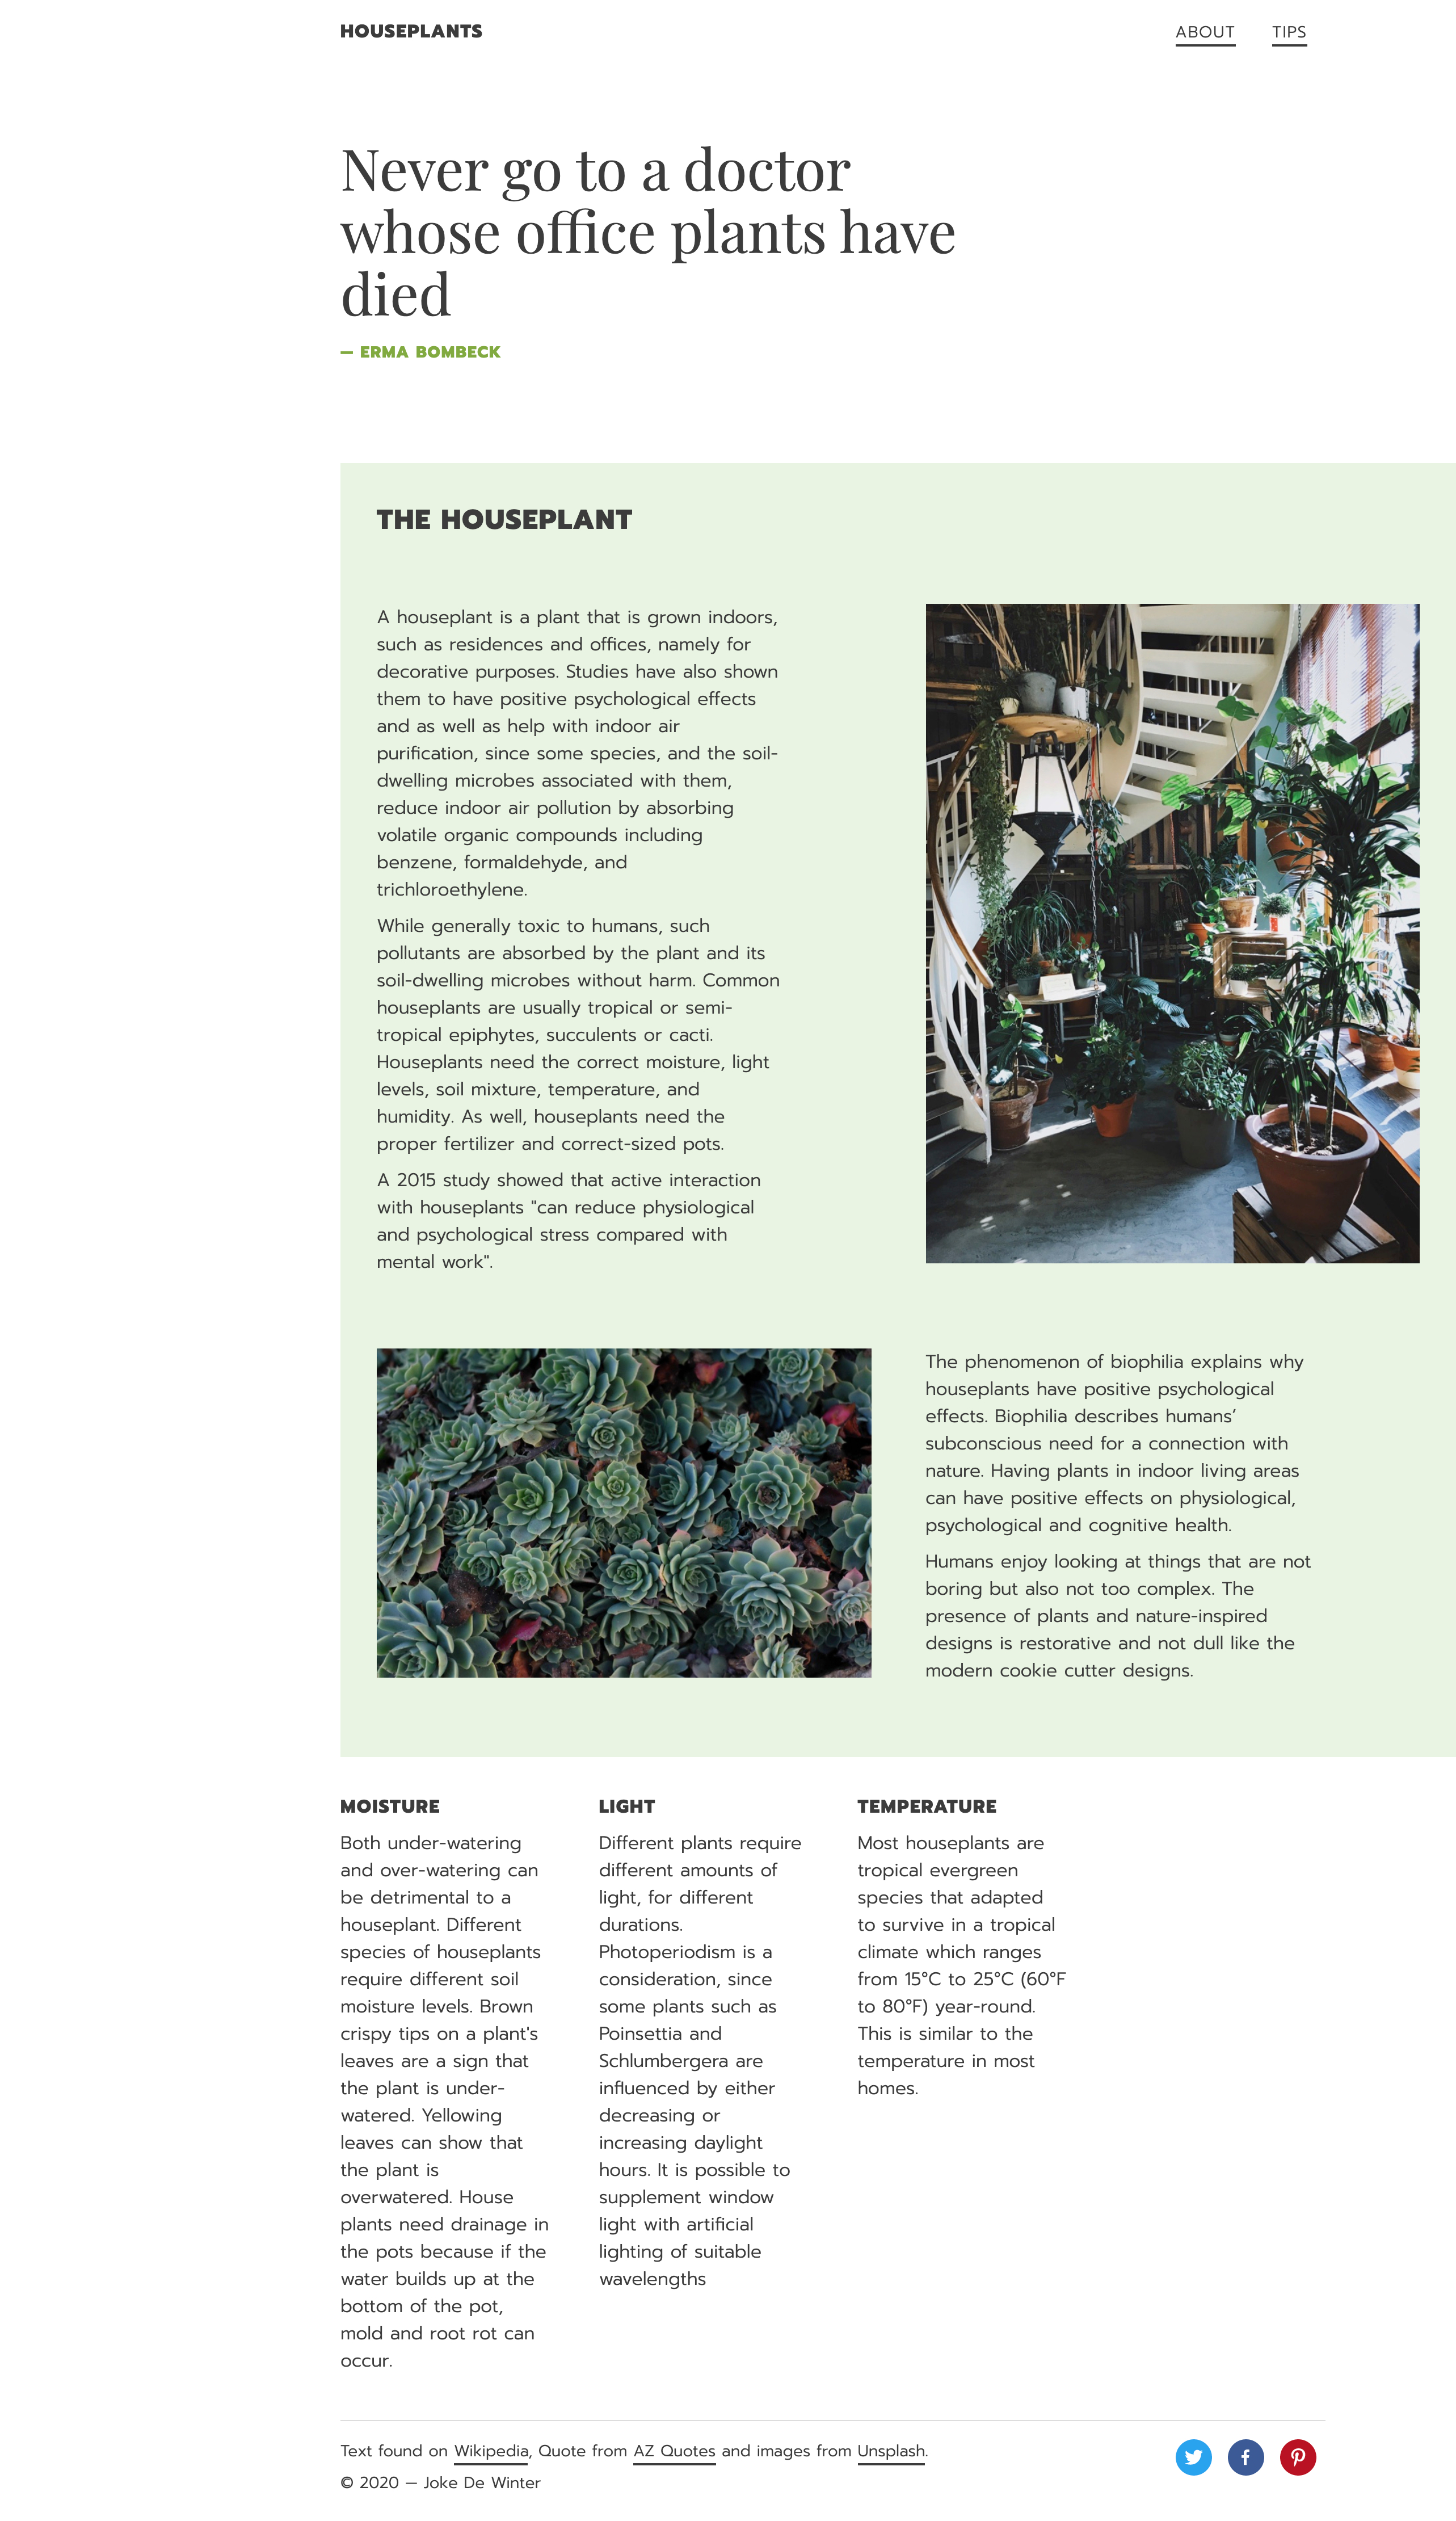 HOUSEPLANTS
ABOUT TIPS
Never go to a doctor
whose office plants have
died
— ERMA BOMBECK
THE HOUSEPLANT
A houseplant is a plant that is grown indoors,
such as residences and offices, namely for
decorative purposes. Studies have also shown
them to have positive psychological effects
and as well as help with indoor air
purification, since some species, and the soil-
dwelling microbes associated with them,
reduce indoor air pollution by absorbing
volatile organic compounds including
benzene, formaldehyde, and
trichloroethylene.
While generally toxic to humans, such
pollutants are absorbed by the plant and its
soil-dwelling microbes without harm. Common
houseplants are usually tropical or semi-
tropical epiphytes, succulents or cacti.
Houseplants need the correct moisture, light
levels, soil mixture, temperature, and
humidity. As well, houseplants need the
proper fertilizer and correct-sized pots.
A 2015 study showed that active interaction
with houseplants "can reduce physiological
and psychological stress compared with
mental work".
The phenomenon of biophilia explains why
houseplants have positive psychological
effects. Biophilia describes humans’
subconscious need for a connection with
nature. Having plants in indoor living areas
can have positive effects on physiological,
psychological and cognitive health.
Humans enjoy looking at things that are not
boring but also not too complex. The
presence of plants and nature-inspired
designs is restorative and not dull like the
modern cookie cutter designs.
MOISTURE
Both under-watering
and over-watering can
be detrimental to a
houseplant. Different
species of houseplants
require different soil
moisture levels. Brown
crispy tips on a plant's
leaves are a sign that
the plant is under-
watered. Yellowing
leaves can show that
the plant is
overwatered. House
plants need drainage in
the pots because if the
water builds up at the
bottom of the pot,
mold and root rot can
occur.
LIGHT
Different plants require
different amounts of
light, for different
durations.
Photoperiodism is a
consideration, since
some plants such as
Poinsettia and
Schlumbergera are
influenced by either
decreasing or
increasing daylight
hours. It is possible to
supplement window
light with artificial
lighting of suitable
wavelengths
TEMPERATURE
Most houseplants are
tropical evergreen
species that adapted
to survive in a tropical
climate which ranges
from 15°C to 25°C (60°F
to 80°F) year-round.
This is similar to the
temperature in most
homes.
Text found on Wikipedia, Quote from AZ Quotes and images from Unsplash.
© 2020 — Joke De Winter